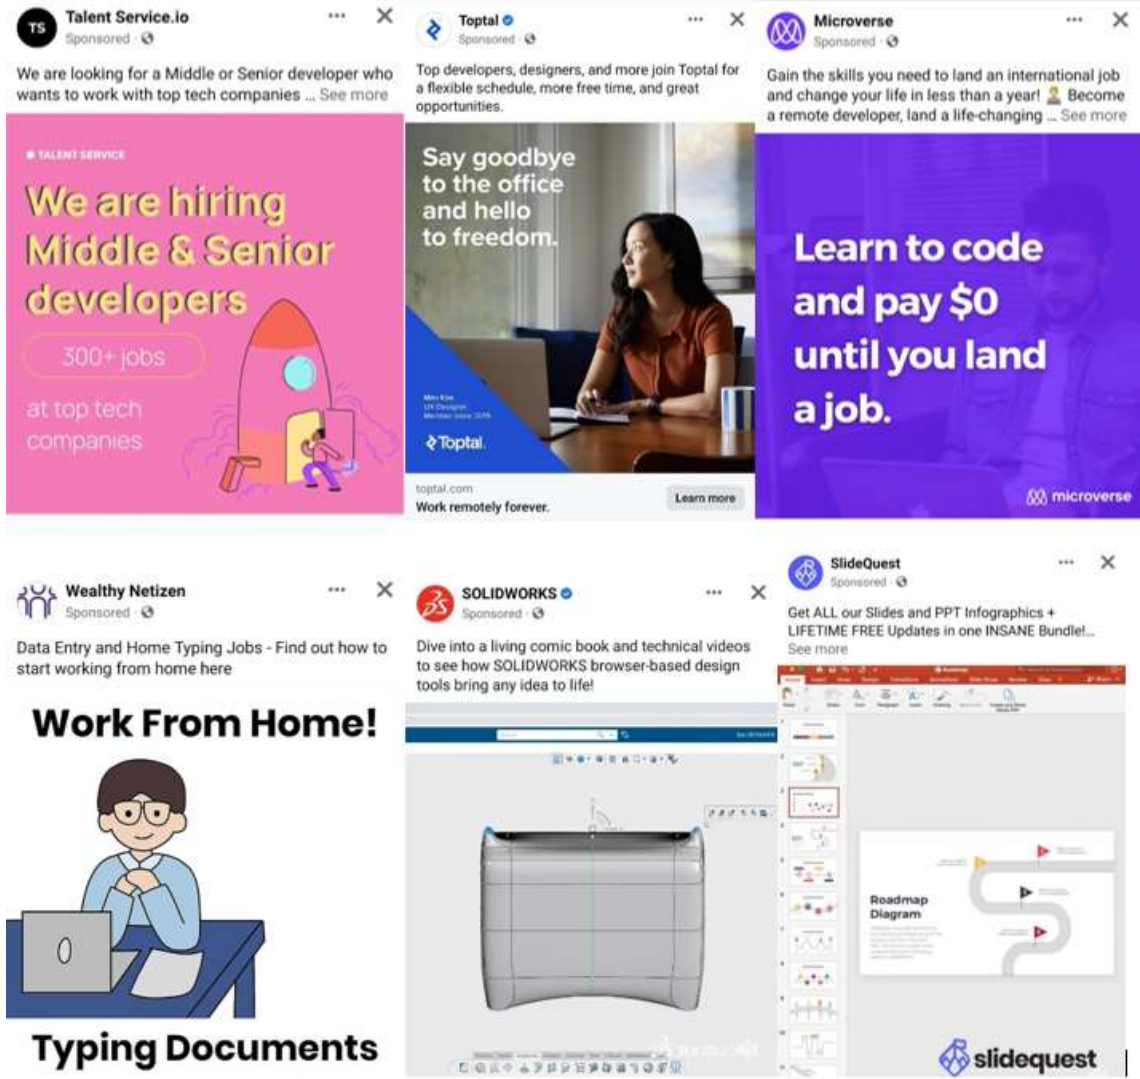 TS
Talent Service.io
Sponsored ·
We are looking for a Middle or Senior developer who
wants to work with top tech companies ... See more
TALENT SERVICE
We are hiring
Middle & Senior
developers
300+ jobs
at top tech
companies
Toptal
Sponsored ·
Top developers, designers, and more join Toptal for
a flexible schedule, more free time, and great
opportunities.
Say goodbye
to the office
and hello
to freedom.
UX Designer
Toptal.
toptal.com
Work remotely forever.
Learn more
Microverse
Sponsored ·
Gain the skills you need to land an international job
and change your life in less than a year! Become
a remote developer, land a life-changing ... See more
Learn to code
and pay $0
until you land
a job.
microverse
Wealthy Netizen
Sponsored ·
Data Entry and Home Typing Jobs - Find out how to
start working from home here
Work From Home!
Typing Documents
SOLIDWORKS
Sponsored ·
Dive into a living comic book and technical videos
to see how SOLIDWORKS browser-based design
tools bring any idea to life!
SlideQuest
Sponsored ·
Get ALL our Slides and PPT Infographics +
LIFETIME FREE Updates in one INSANE Bundle!...
See more
Roadmap
Diagram
slidequest